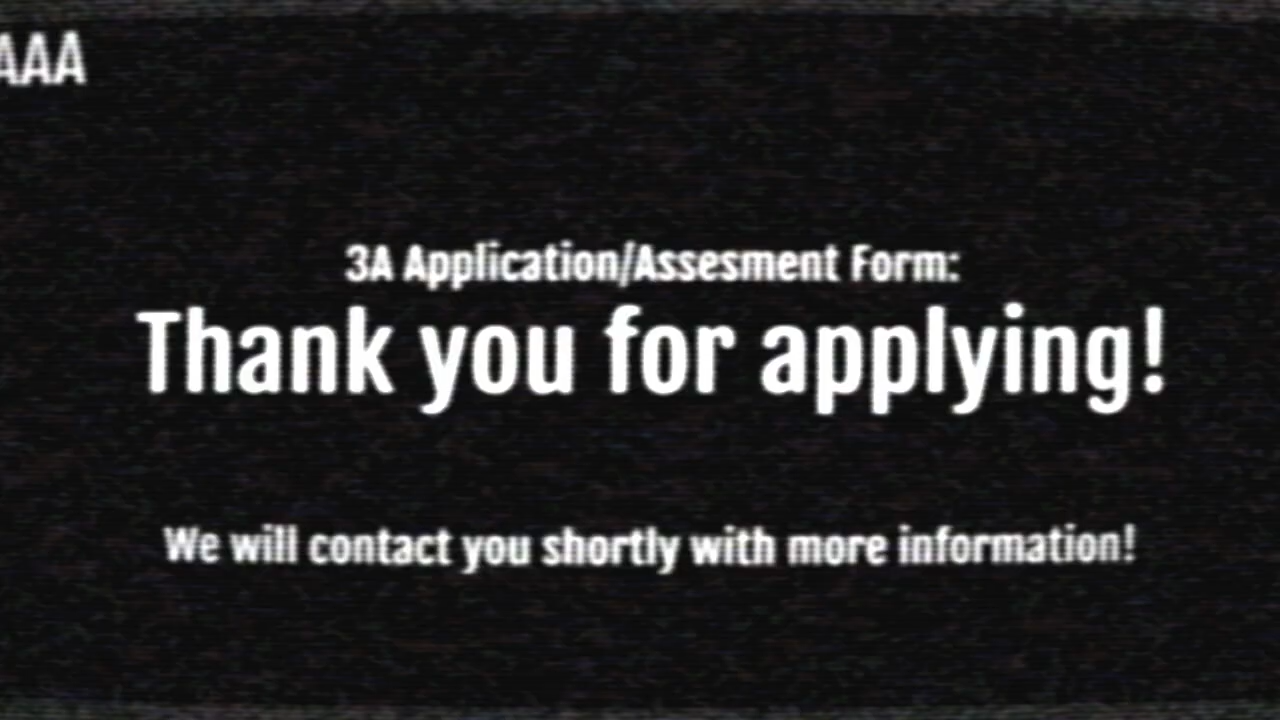 AAA
3A Application/Assesment Form:
Thank you for applying!
We will contact you shortly with more information!